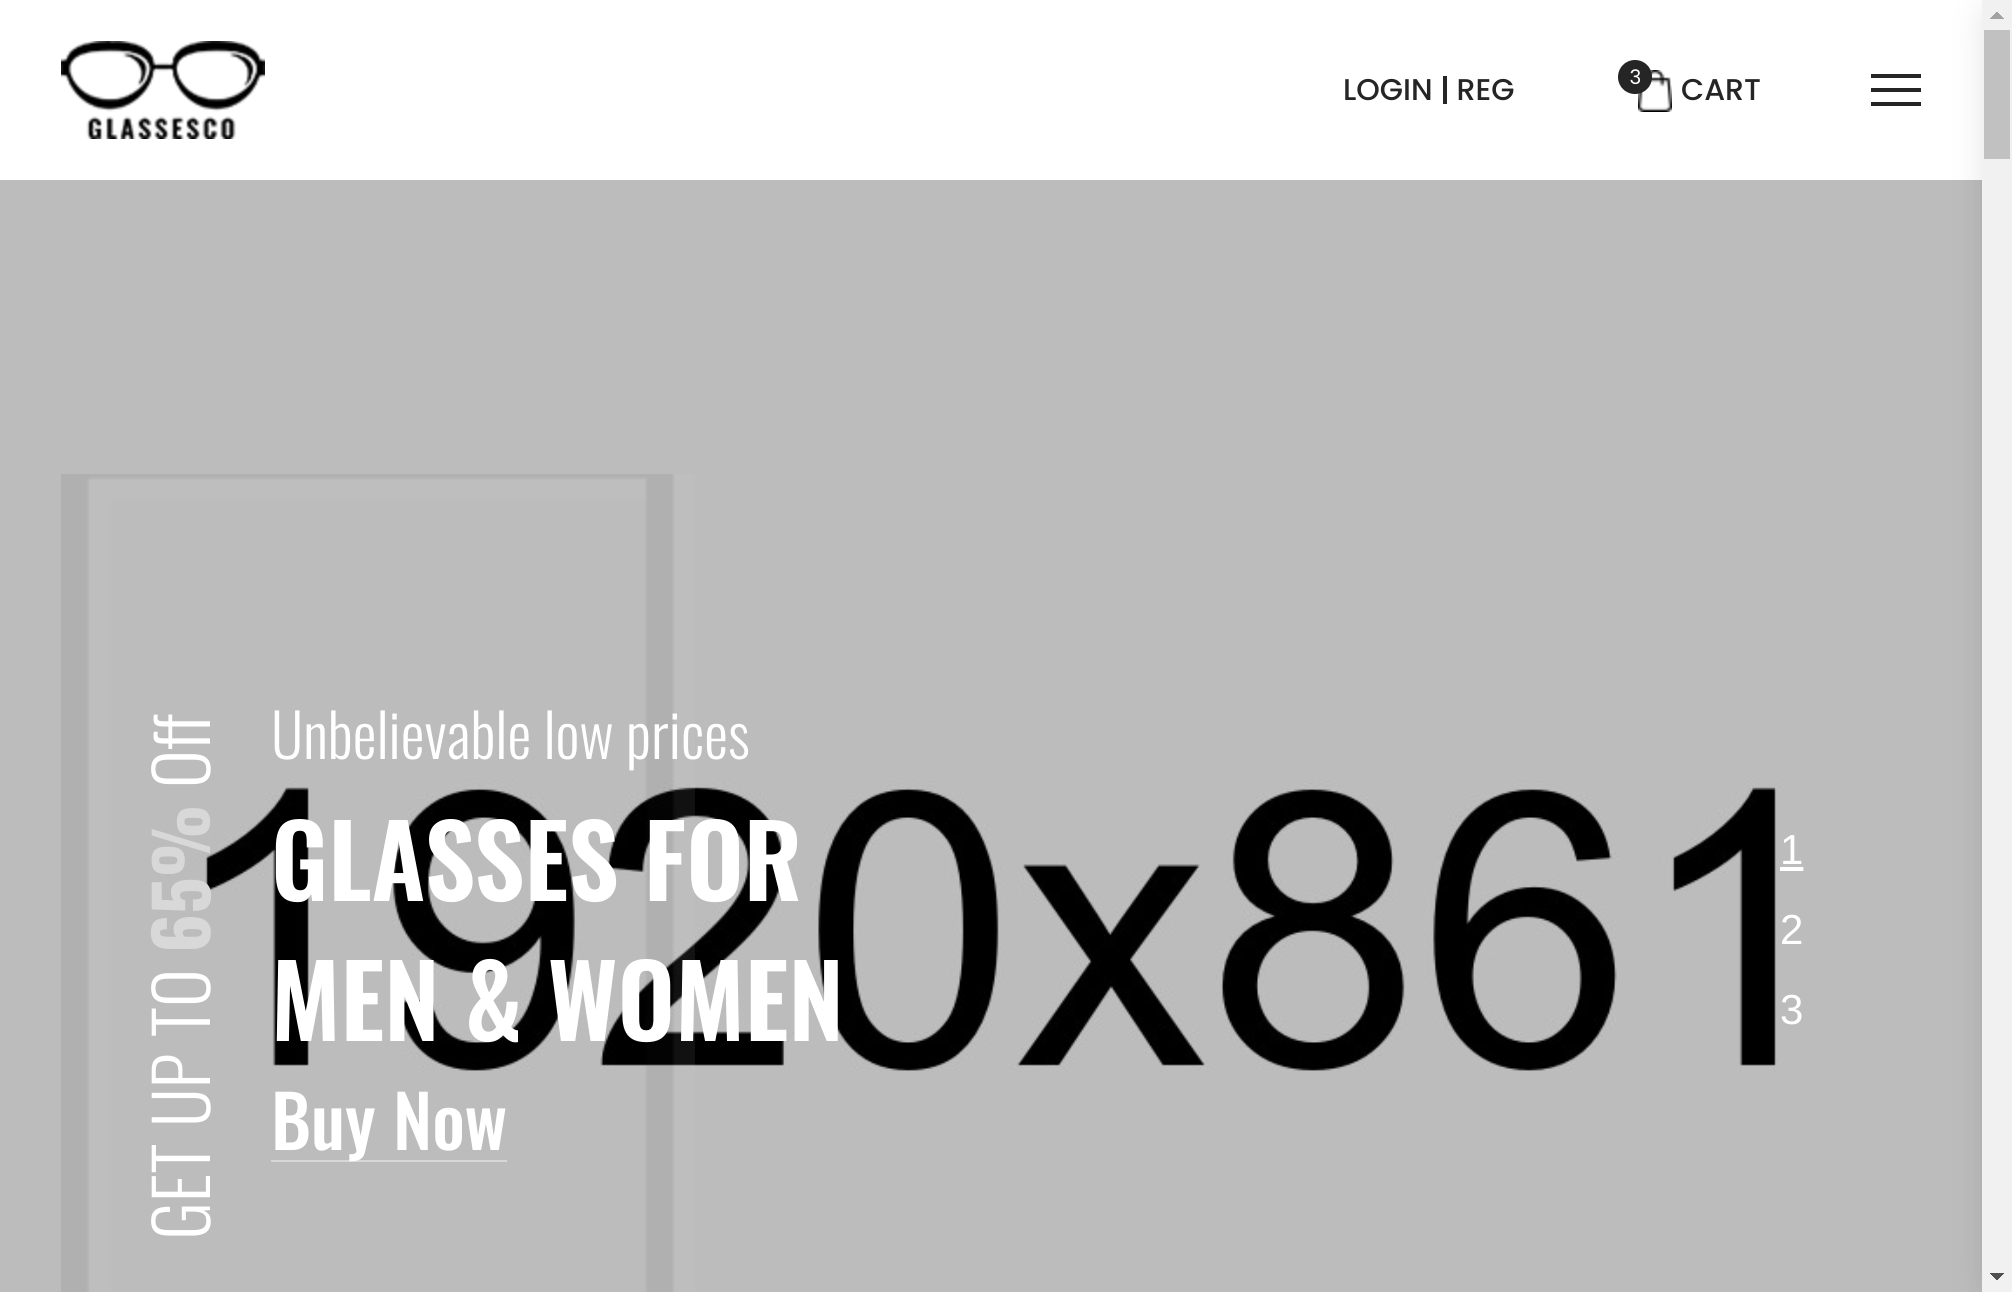 GLASSESCO
LOGIN | REG
3
CART
GET UP TO 65% Off
Unbelievable low prices
GLASSES FOR
MEN & WOMEN
Buy Now
1920x861
1
2
3